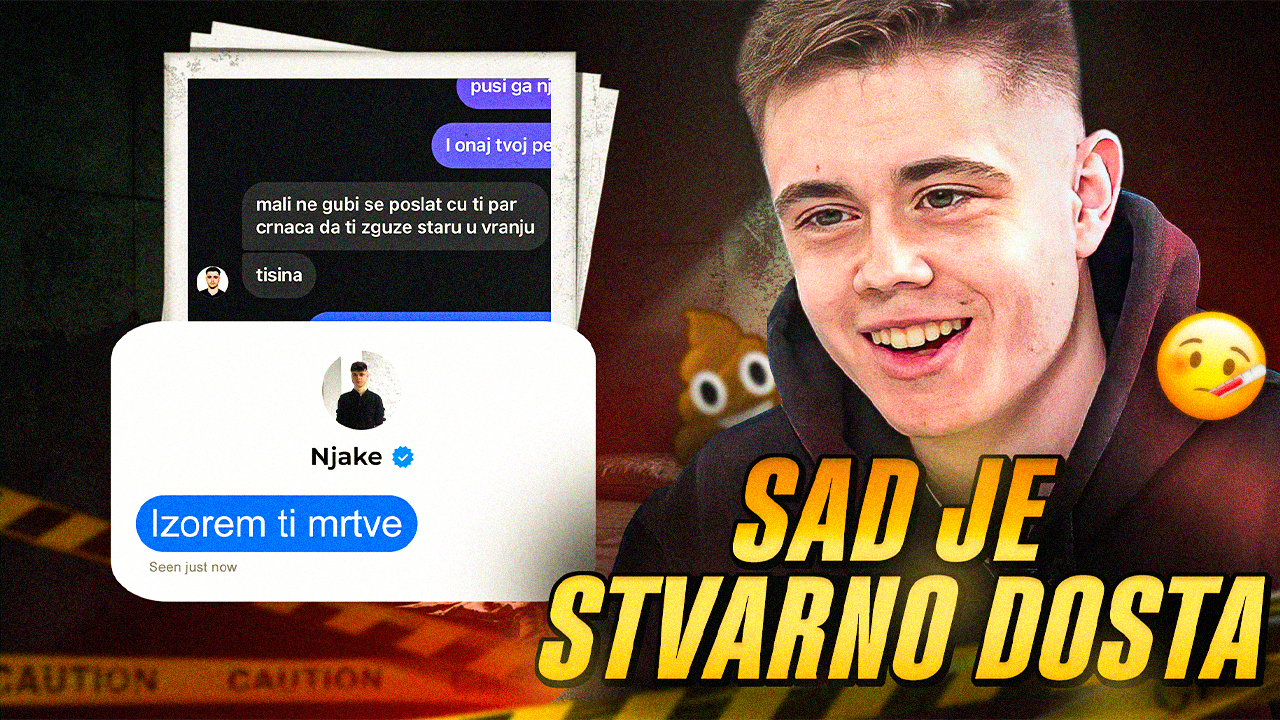 pusi ga nj
I onaj tvoj pe
mali ne gubi se poslat cu ti par
crnaca da ti zguze staru u vranju
tisina
Njake
Izorem ti mrtve
Seen just now
SAD JE
STVARNO DOSTA
CAUTION CAUTION